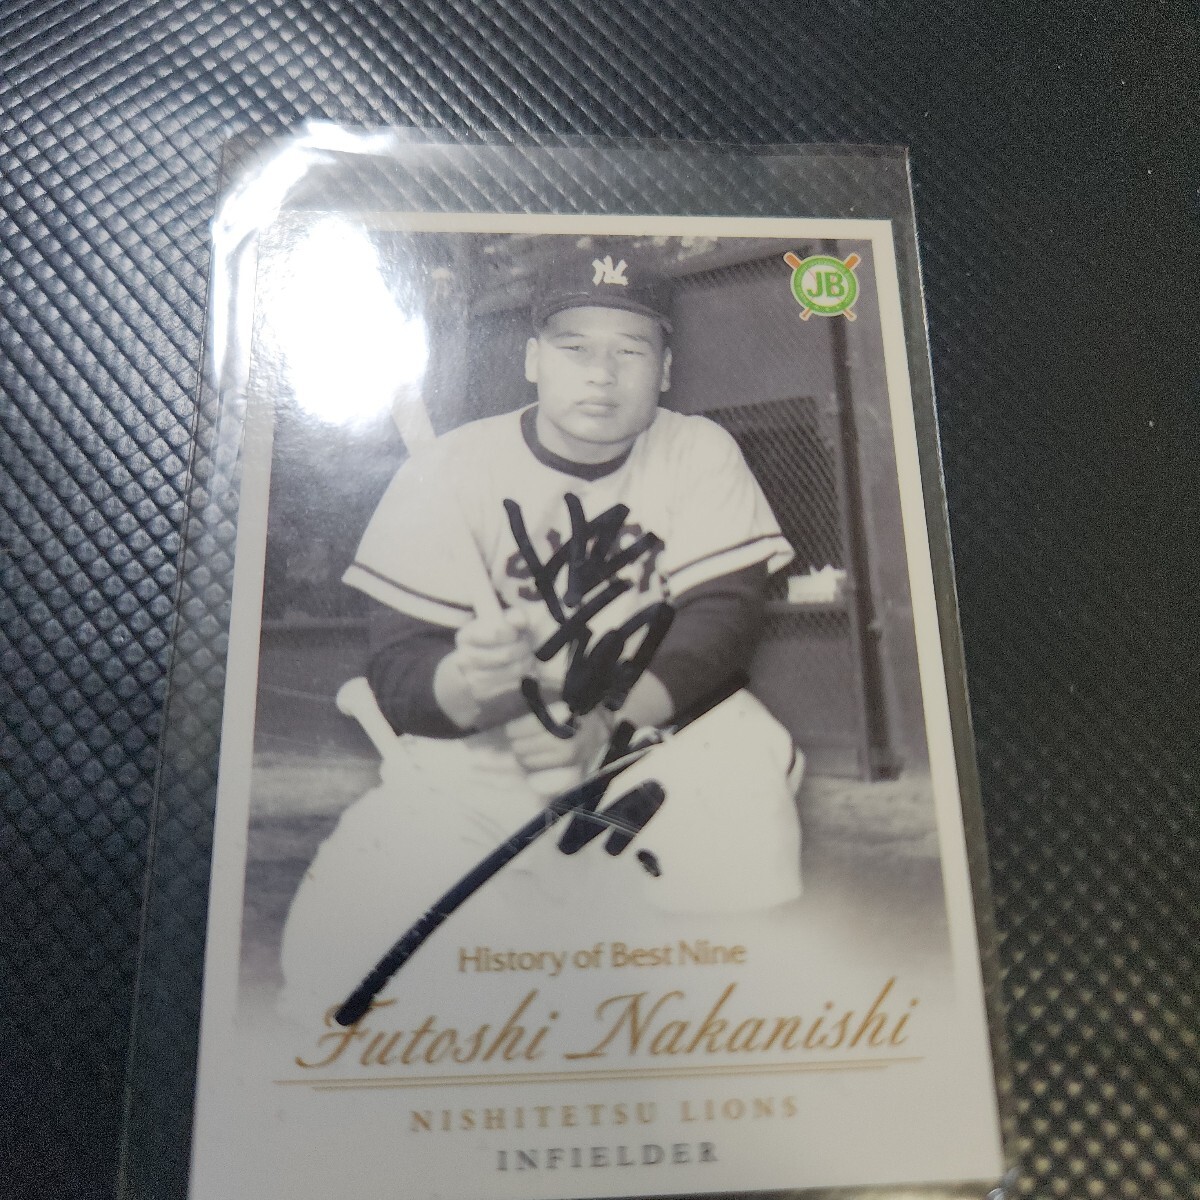 JB
History of Best Nine
Futoshi Nakanishi
NISHITETSU LIONS
INFIELDER